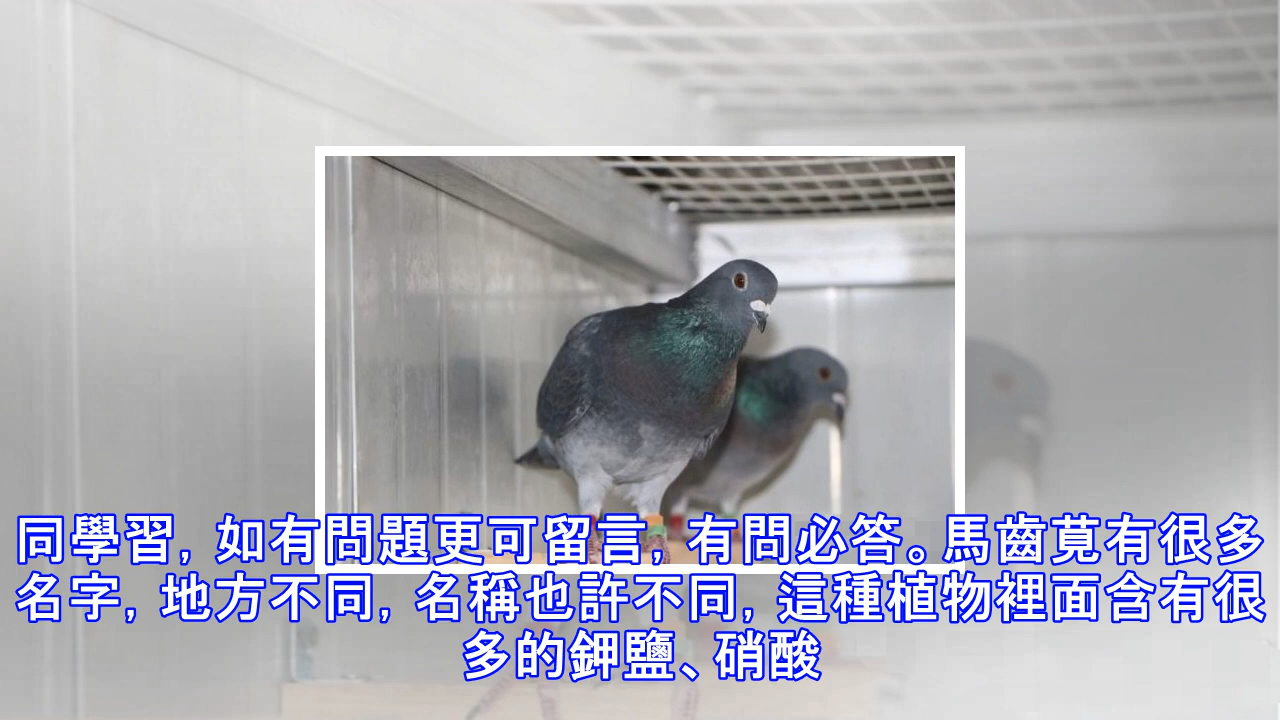 同學習，如有問題更可留言，有問必答。馬齒莧有很多
名字，地方不同，名稱也許不同，這種植物裡面含有很
多的鉀鹽、硝酸